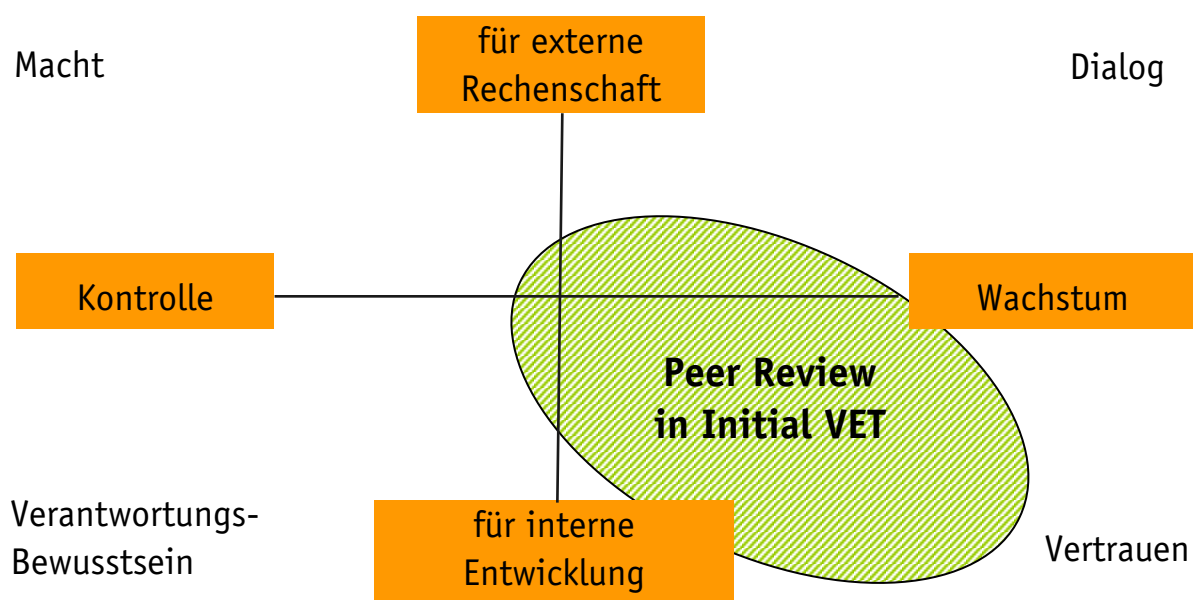 Macht
für externe
Rechenschaft
Dialog
Kontrolle
Wachstum
Peer Review
in Initial VET
Verantwortungs-
Bewusstsein
für interne
Entwicklung
Vertrauen